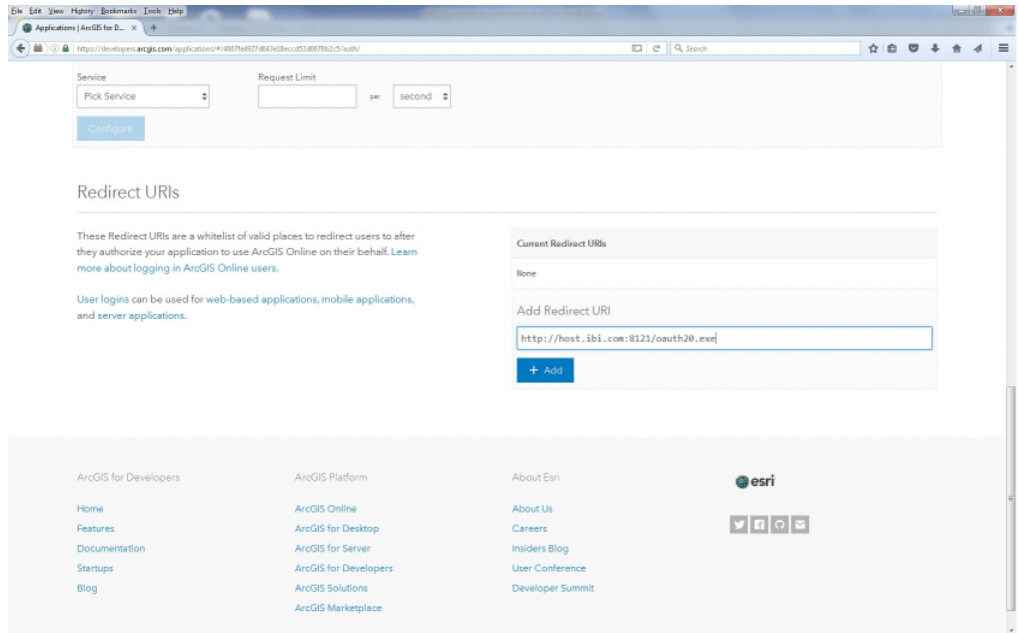 File Edit View History Bookmarks Tools Help
Applications | ArcGIS for D... × +
Search
Service
Request Limit
Pick Service
per
second
Configure
Redirect URIs
These Redirect URIs are a whitelist of valid places to redirect users to after
they authorize your application to use ArcGIS Online on their behalf. Learn
more about logging in ArcGIS Online users.
User logins can be used for web-based applications, mobile applications,
and server applications.
Current Redirect URIs
None
Add Redirect URI
http://host.ibi.com:8121/oauth20.exe
+ Add
ArcGIS for Developers
Home
Features
Documentation
Startups
Blog
ArcGIS Platform
ArcGIS Online
ArcGIS for Desktop
ArcGIS for Server
ArcGIS for Developers
ArcGIS Solutions
ArcGIS Marketplace
About Esri
About Us
Careers
Insiders Blog
User Conference
Developer Summit
esri